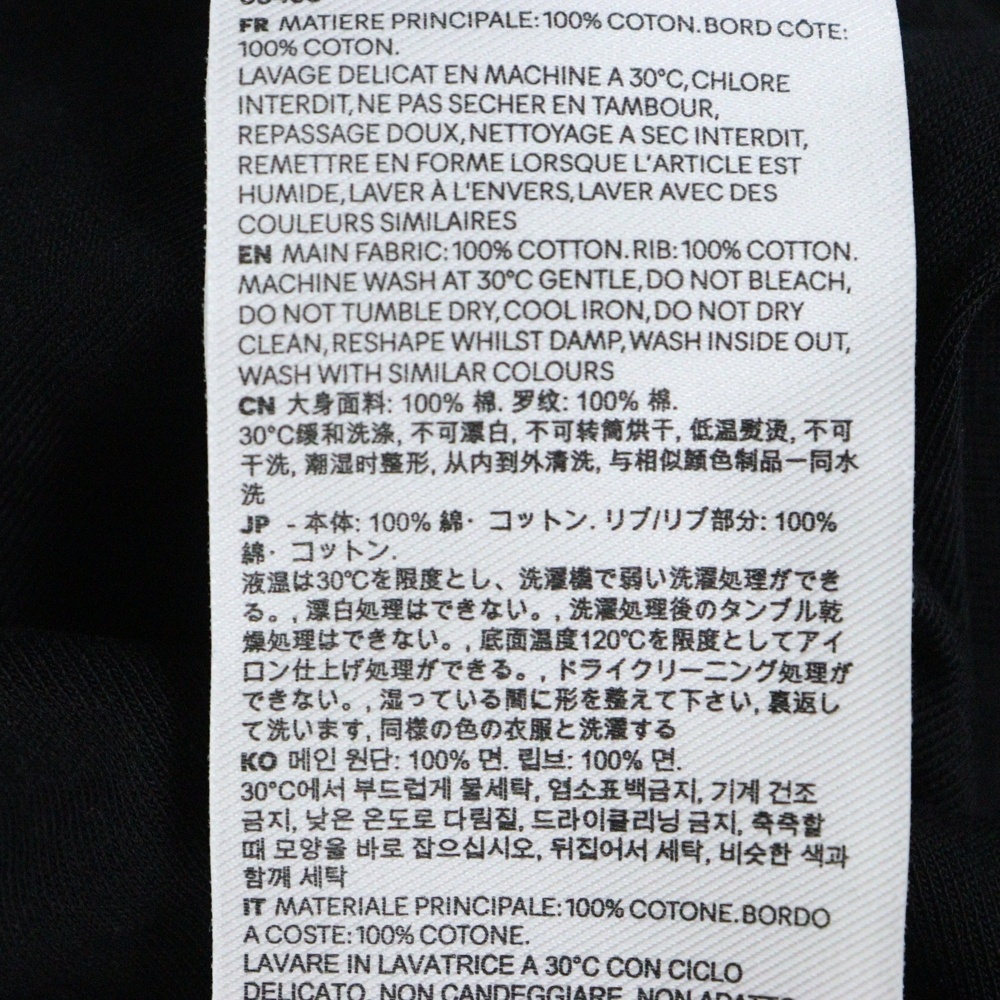 FR MATIERE PRINCIPALE: 100% COTON. BORD CÔTE:
100% COTON.
LAVAGE DELICAT EN MACHINE A 30°C, CHLORE
INTERDIT, NE PAS SECHER EN TAMBOUR,
REPASSAGE DOUX, NETTOYAGE A SEC INTERDIT,
REMETTRE EN FORME LORSQUE L'ARTICLE EST
HUMIDE, LAVER À L'ENVERS, LAVER AVEC DES
COULEURS SIMILAIRES
EN MAIN FABRIC: 100% COTTON. RIB: 100% COTTON.
MACHINE WASH AT 30°C GENTLE, DO NOT BLEACH,
DO NOT TUMBLE DRY, COOL IRON, DO NOT DRY
CLEAN, RESHAPE WHILST DAMP, WASH INSIDE OUT,
WASH WITH SIMILAR COLOURS
CN 大身面料: 100% 棉. 罗纹: 100% 棉.
30°C缓和洗涤, 不可漂白, 不可转筒烘干, 低温熨烫, 不可
干洗, 潮湿时整形, 从内到外清洗, 与相似颜色制品一同水
洗
JP - 本体: 100% 綿・ コットン. リブ/リブ部分: 100%
綿・ コットン.
液温は30℃を限度とし、洗濯機で弱い洗濯処理ができ
る。, 漂白処理はできない。, 洗濯処理後のタンブル乾
燥処理はできない。, 底面温度120℃を限度としてアイ
ロン仕上げ処理ができる。, ドライクリーニング処理が
できない。, 湿っている間に形を整えて下さい, 裏返し
て洗います, 同様の色の衣服と洗濯する
KO 메인 원단: 100% 면. 립브: 100% 면.
30°C에서 부드럽게 물세탁, 염소표백금지, 기계 건조
금지, 낮은 온도로 다림질, 드라이클리닝 금지, 축축할
때 모양을 바로 잡으십시오, 뒤집어서 세탁, 비슷한 색과
함께 세탁
IT MATERIALE PRINCIPALE: 100% COTONE. BORDO
A COSTE: 100% COTONE.
LAVARE IN LAVATRICE A 30°C CON CICLO
DELICATO, NON CANDEGGIARE, NON